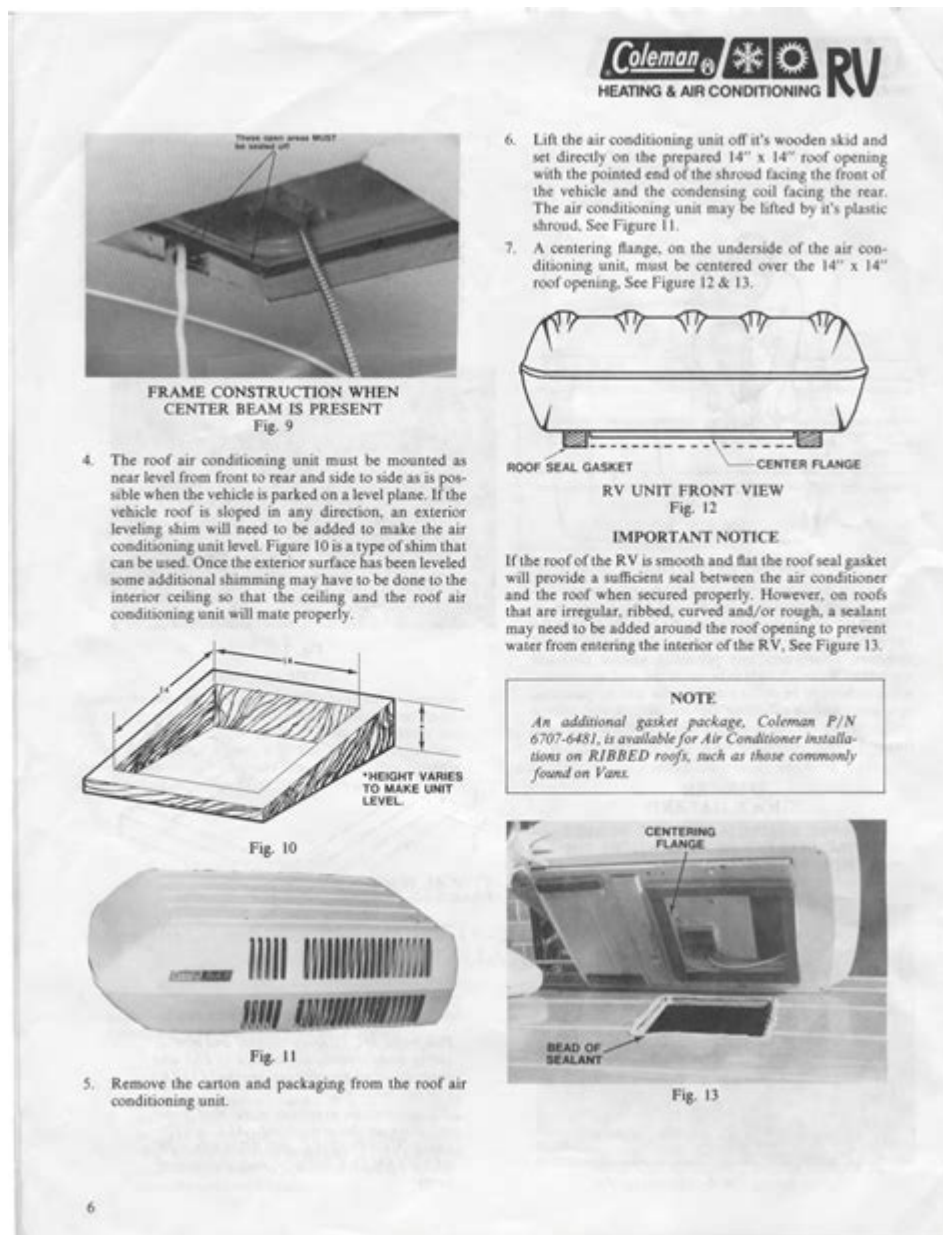 Coleman
HEATING & AIR CONDITIONING RV
These open areas MUST
be sealed off
FRAME CONSTRUCTION WHEN
CENTER BEAM IS PRESENT
Fig. 9
4. The roof air conditioning unit must be mounted as
near level from front to rear and side to side as is pos-
sible when the vehicle is parked on a level plane. If the
vehicle roof is sloped in any direction, an exterior
leveling shim will need to be added to make the air
conditioning unit level. Figure 10 is a type of shim that
can be used. Once the exterior surface has been leveled
some additional shimming may have to be done to the
interior ceiling so that the ceiling and the roof air
conditioning unit will mate properly.
14
14
*HEIGHT VARIES
TO MAKE UNIT
LEVEL.
Fig. 10
Fig. 11
5. Remove the carton and packaging from the roof air
conditioning unit.
6. Lift the air conditioning unit off it's wooden skid and
set directly on the prepared 14" x 14" roof opening
with the pointed end of the shroud facing the front of
the vehicle and the condensing coil facing the rear.
The air conditioning unit may be lifted by it's plastic
shroud, See Figure 11.
7. A centering flange, on the underside of the air con-
ditioning unit, must be centered over the 14" x 14"
roof opening, See Figure 12 & 13.
ROOF SEAL GASKET
CENTER FLANGE
RV UNIT FRONT VIEW
Fig. 12
IMPORTANT NOTICE
If the roof of the RV is smooth and flat the roof seal gasket
will provide a sufficient seal between the air conditioner
and the roof when secured properly. However, on roofs
that are irregular, ribbed, curved and/or rough, a sealant
may need to be added around the roof opening to prevent
water from entering the interior of the RV, See Figure 13.
NOTE
An additional gasket package, Coleman P/N
6707-6481, is available for Air Conditioner installa-
tions on RIBBED roofs, such as those commonly
found on Vans.
CENTERING
FLANGE
BEAD OF
SEALANT
Fig. 13
6